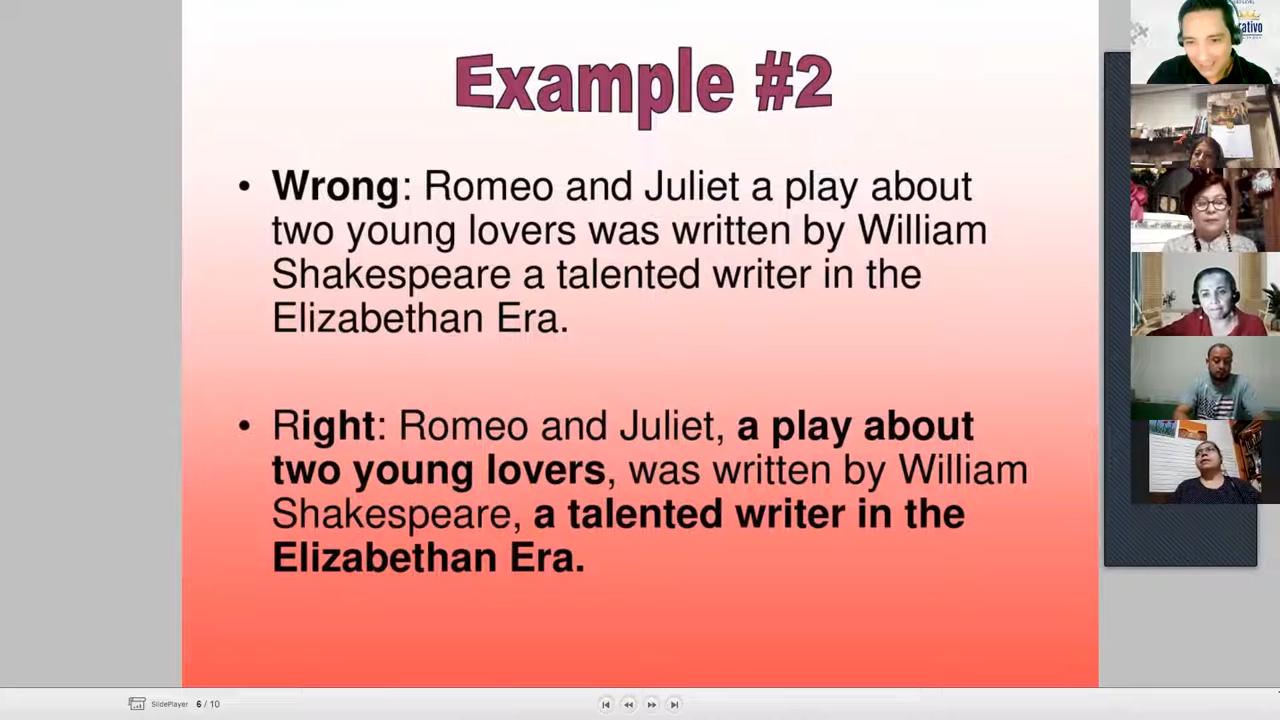 Example #2
• Wrong: Romeo and Juliet a play about
two young lovers was written by William
Shakespeare a talented writer in the
Elizabethan Era.
• Right: Romeo and Juliet, a play about
two young lovers, was written by William
Shakespeare, a talented writer in the
Elizabethan Era.
SlidePlayer 6 / 10